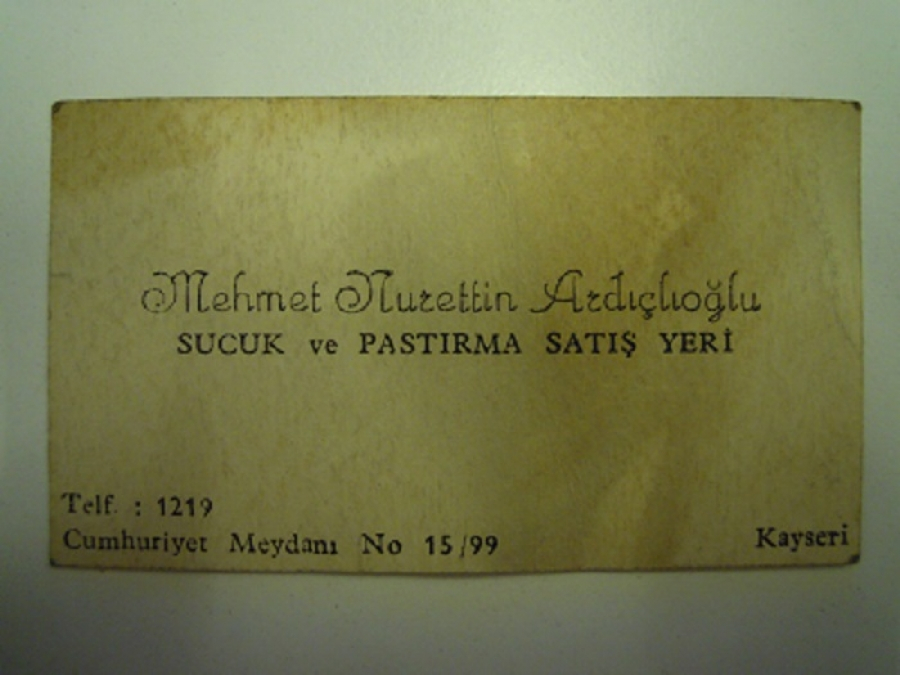 Mehmet Nurettin Ardıçlıoğlu
SUCUK ve PASTIRMA SATIŞ YERİ
Telf. : 1219
Cumhuriyet Meydanı No 15/99
Kayseri